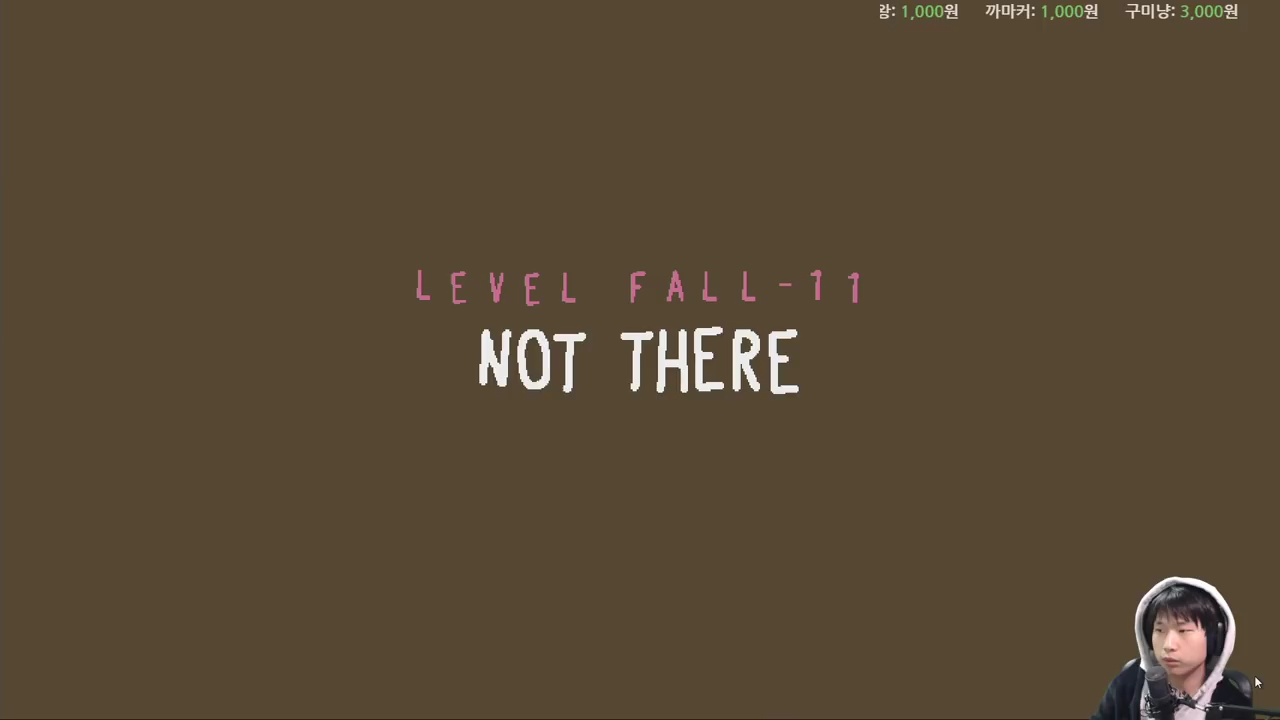 람: 1,000원 까마커: 1,000원 구미냥: 3,000원
LEVEL FALL-11
NOT THERE